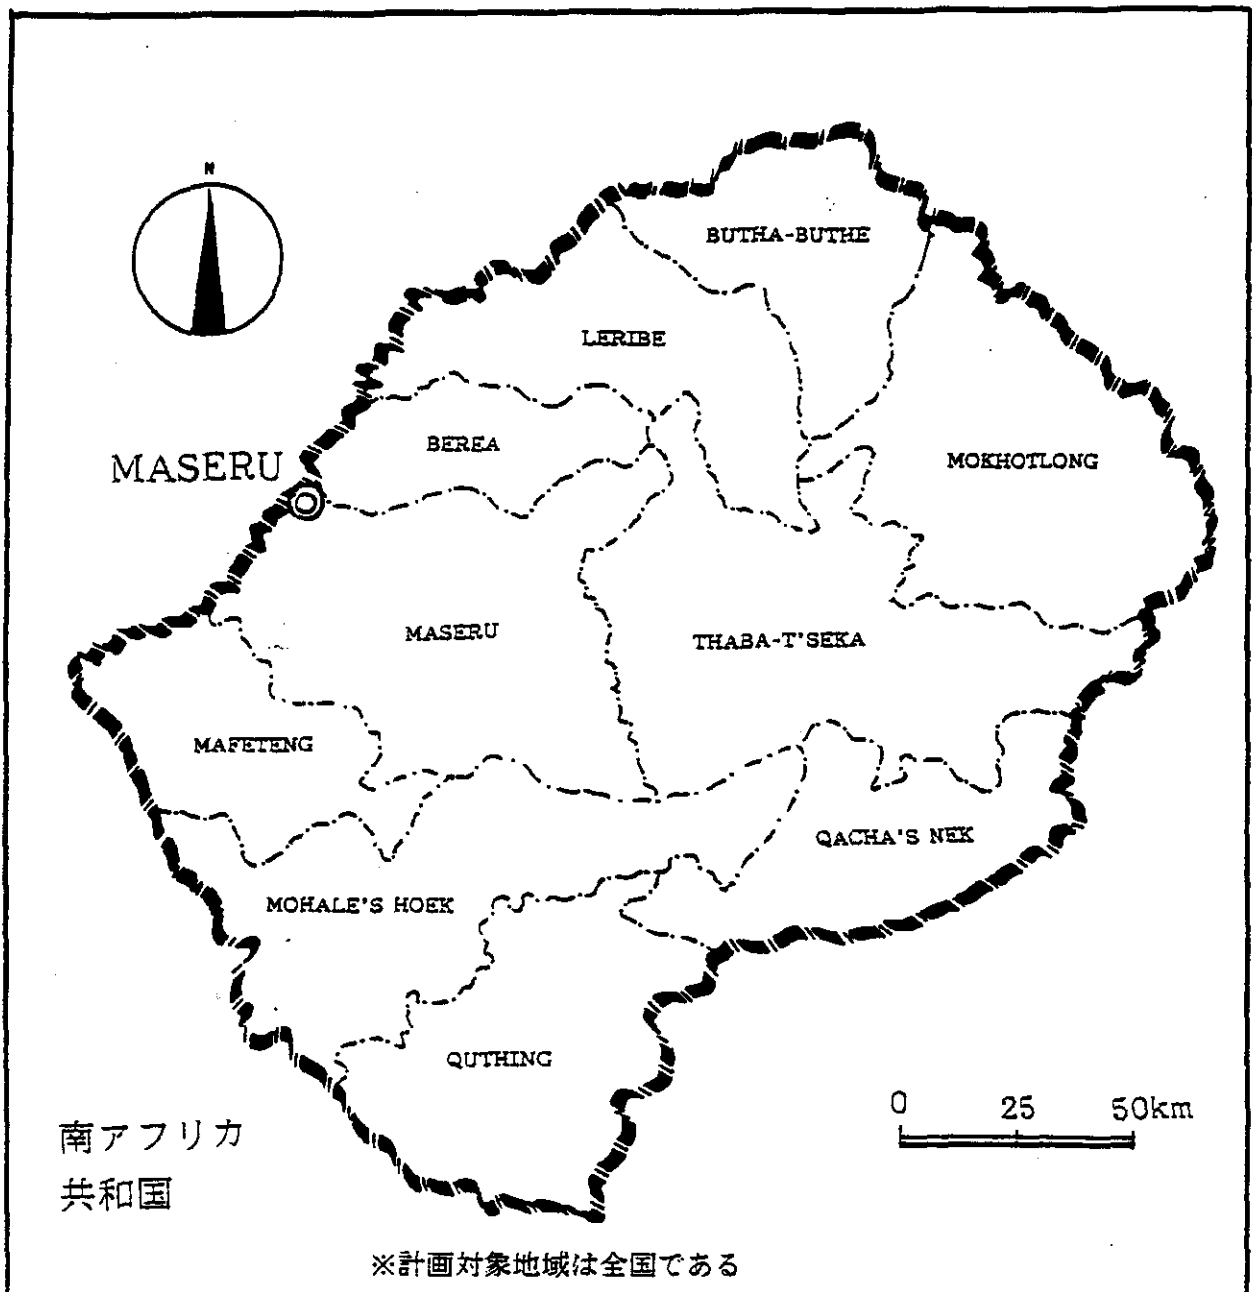 N
BUTHA-BUTHE
LERIBE
BEREA
MASERU
MOKHOTLONG
MASERU
THABA-T'SEKA
MAFETENG
QACHA'S NEK
MOHALE'S HOEK
QUTHING
0 25 50km
南アフリカ
共和国
※計画対象地域は全国である